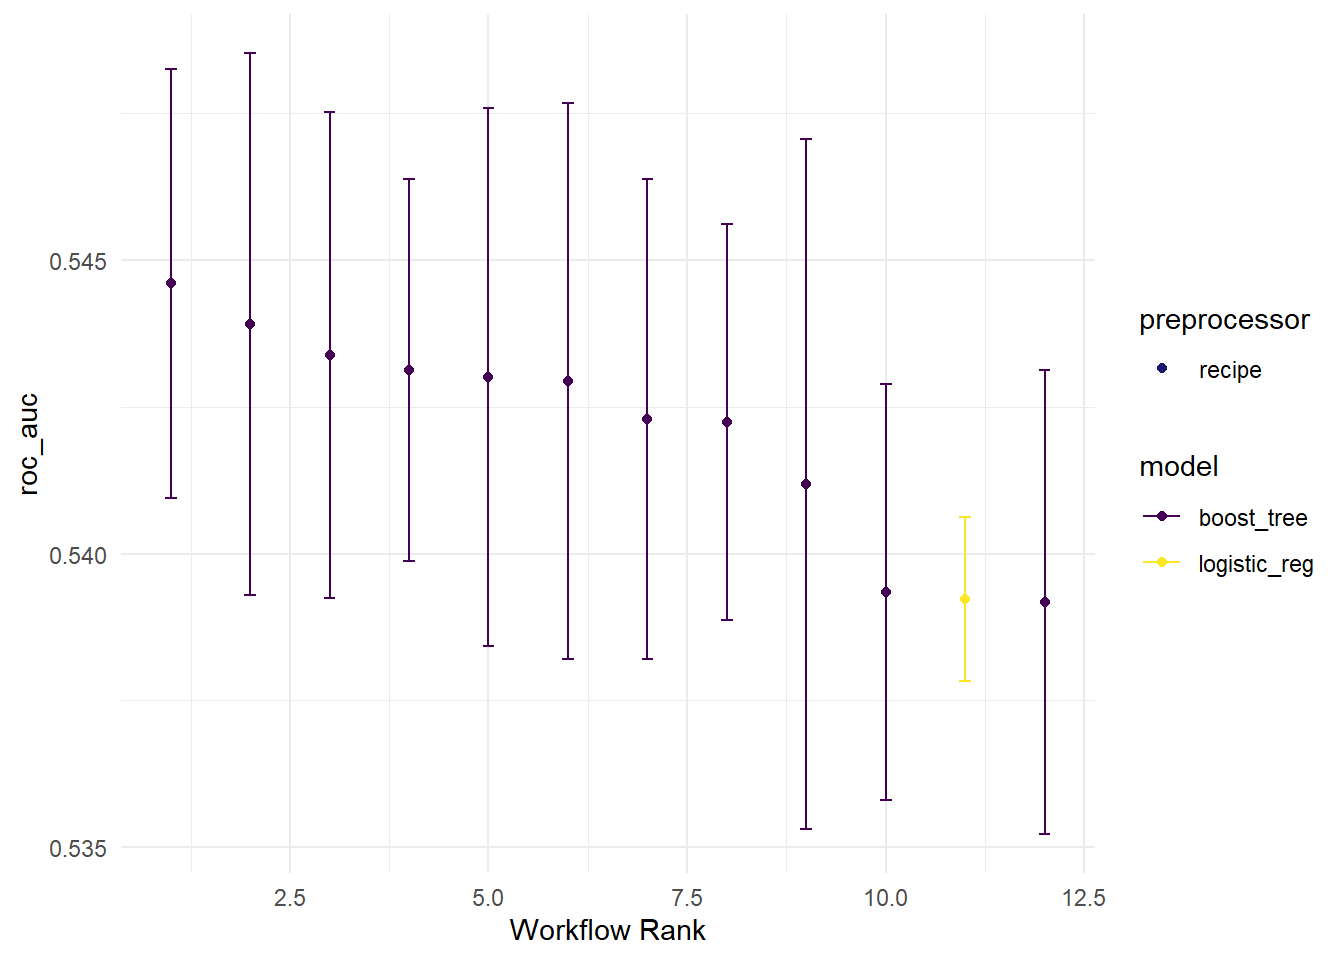 0.545
0.540
0.535
roc_auc
2.5 5.0 7.5 10.0 12.5
Workflow Rank
preprocessor
recipe
model
boost_tree
logistic_reg